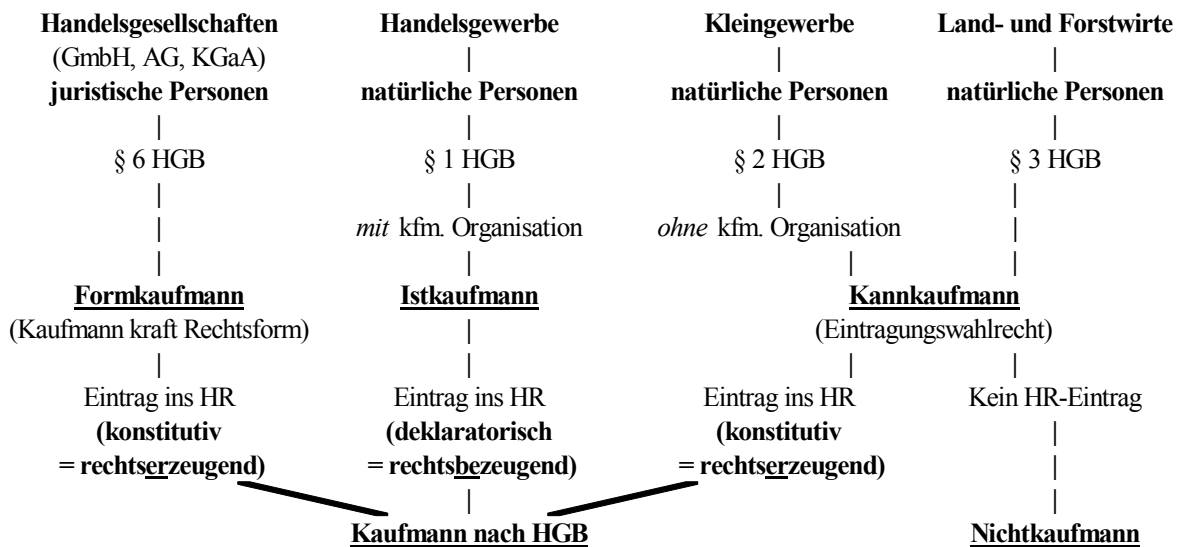 Handelsgesellschaften Handelsgewerbe Kleingewerbe Land- und Forstwirte
(GmbH, AG, KGaA)
juristische Personen natürliche Personen natürliche Personen natürliche Personen
§ 6 HGB § 1 HGB § 2 HGB § 3 HGB
mit kfm. Organisation ohne kfm. Organisation
Formkaufmann Istkaufmann Kannkaufmann
(Kaufmann kraft Rechtsform) (Eintragungswahlrecht)
Eintrag ins HR Eintrag ins HR Eintrag ins HR Kein HR-Eintrag
(konstitutiv (deklaratorisch (konstitutiv
= rechtserzeugend) = rechtsbezeugend) = rechtserzeugend)
Kaufmann nach HGB Nichtkaufmann